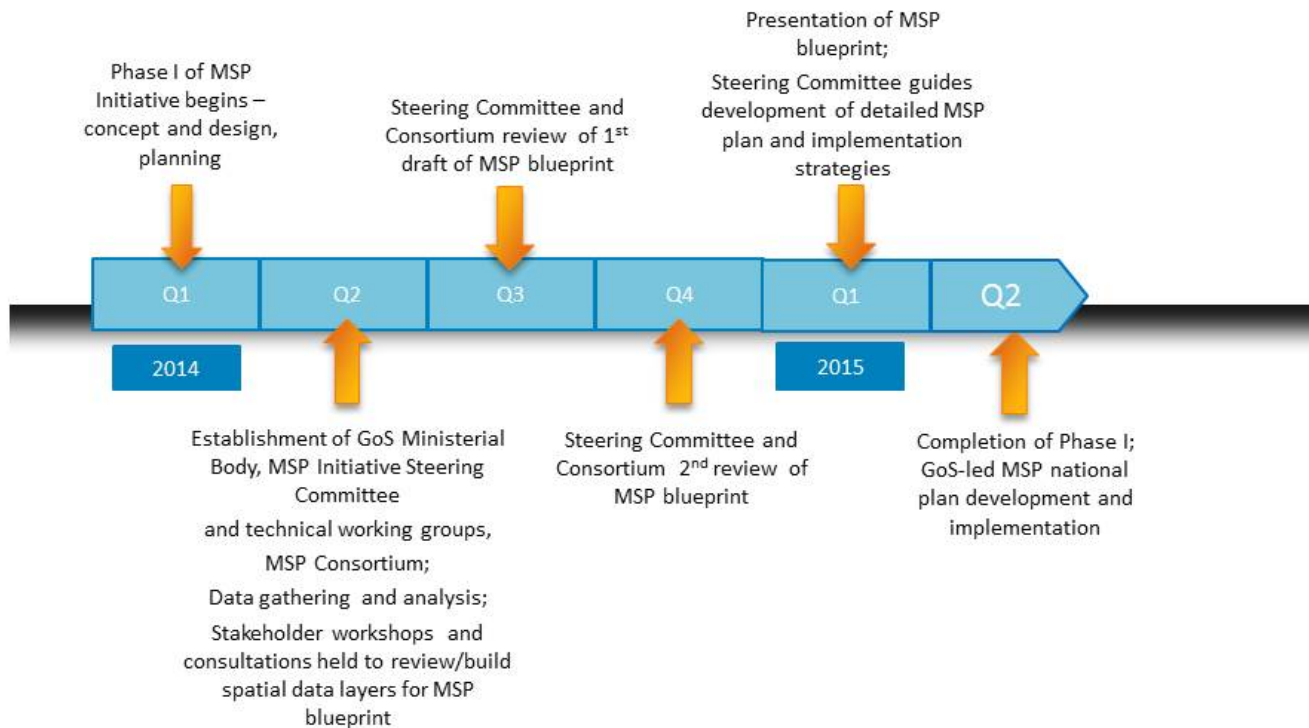 Phase I of MSP
Initiative begins –
concept and design,
planning
Steering Committee and
Consortium review of 1st
draft of MSP blueprint
Presentation of MSP
blueprint;
Steering Committee guides
development of detailed MSP
plan and implementation
strategies
Q1
Q2
Q3
Q4
Q1
Q2
2014
2015
Establishment of GoS Ministerial
Body, MSP Initiative Steering
Committee
and technical working groups,
MSP Consortium;
Data gathering and analysis;
Stakeholder workshops and
consultations held to review/build
spatial data layers for MSP
blueprint
Steering Committee and
Consortium 2nd review of
MSP blueprint
Completion of Phase I;
GoS-led MSP national
plan development and
implementation